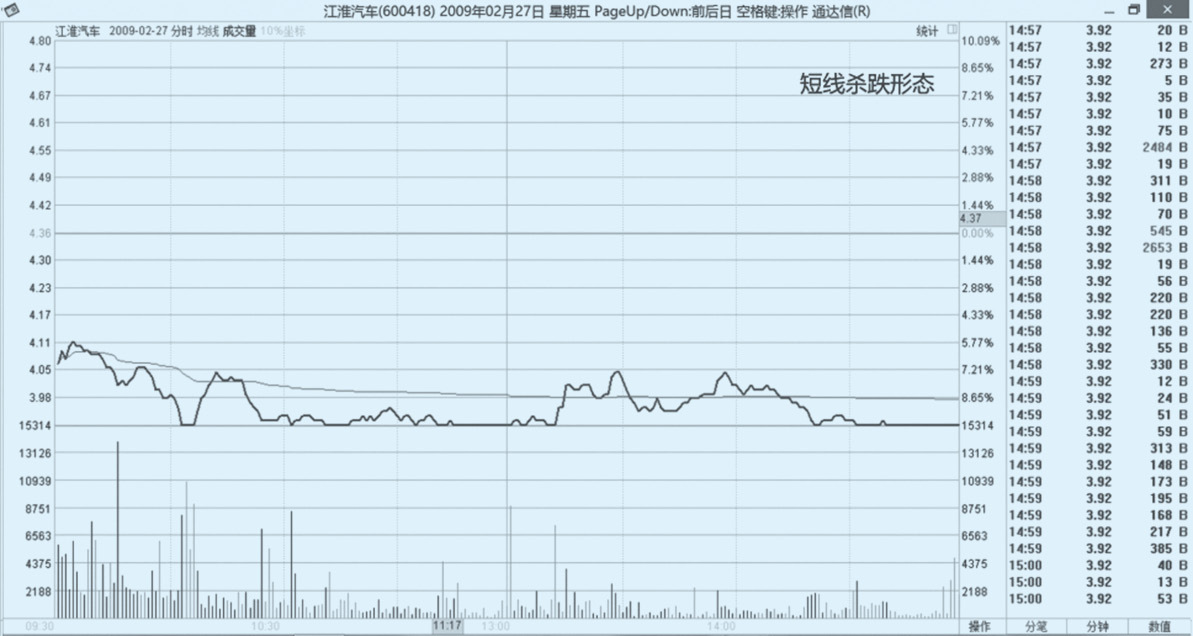 江淮汽车(600418) 2009年02月27日 星期五 PageUp/Down:前后日 空格键:操作 通达信(R)
江淮汽车 2009-02-27 分时 均线 成交量 10%坐标 统计
短线杀跌形态
4.80 10.09%
4.74 8.65%
4.67 7.21%
4.61 5.77%
4.55 4.33%
4.49 2.88%
4.42 1.44%
4.37
4.36 0.00%
4.30 1.44%
4.23 2.88%
4.17 4.33%
4.11 5.77%
4.05 7.21%
3.98 8.65%
15314 15314
13126 13126
10939 10939
8751 8751
6563 6563
4375 4375
2188 2188
09:30 10:30 11:17 13:00 14:00 操作
14:57 3.92 20 B
14:57 3.92 12 B
14:57 3.92 273 B
14:57 3.92 5 B
14:57 3.92 35 B
14:57 3.92 10 B
14:57 3.92 75 B
14:57 3.92 2484 B
14:57 3.92 19 B
14:58 3.92 311 B
14:58 3.92 110 B
14:58 3.92 70 B
14:58 3.92 545 B
14:58 3.92 2653 B
14:58 3.92 19 B
14:58 3.92 56 B
14:58 3.92 220 B
14:58 3.92 220 B
14:58 3.92 136 B
14:58 3.92 55 B
14:58 3.92 330 B
14:59 3.92 12 B
14:59 3.92 24 B
14:59 3.92 51 B
14:59 3.92 59 B
14:59 3.92 313 B
14:59 3.92 148 B
14:59 3.92 173 B
14:59 3.92 195 B
14:59 3.92 168 B
14:59 3.92 217 B
14:59 3.92 385 B
15:00 3.92 40 B
15:00 3.92 13 B
15:00 3.92 53 B
分笔 分钟 数值